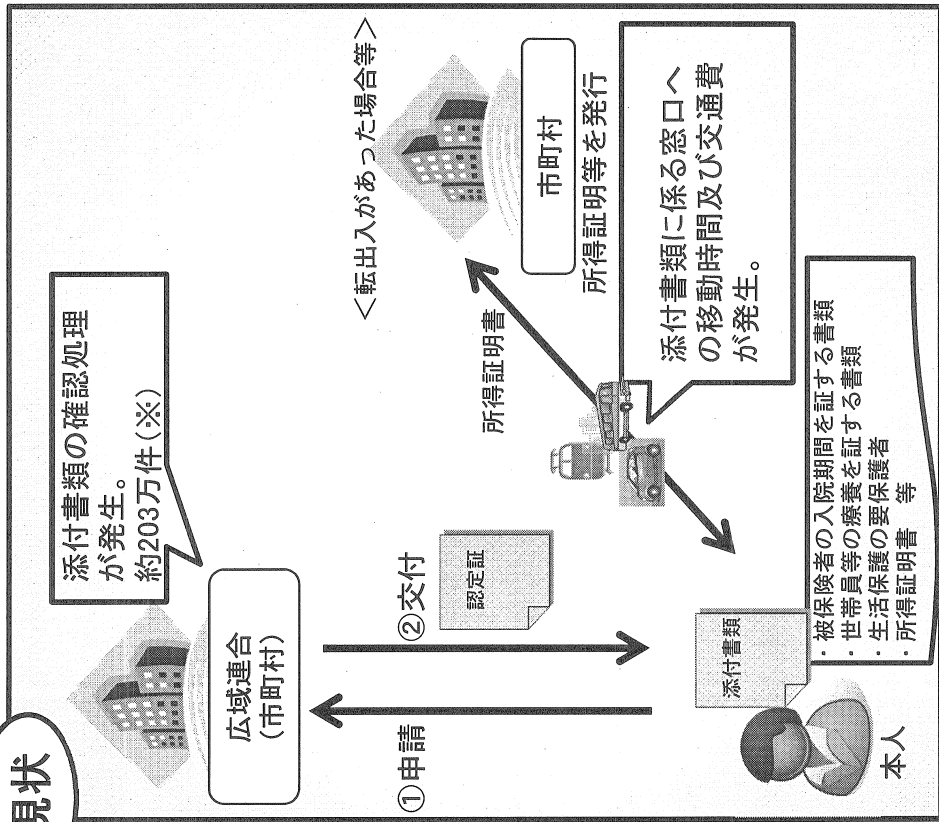 現状
添付書類の確認処理
が発生。
約203万件(※)
広域連合
(市町村)
①申請
②交付
認定証
添付書類
本人
・被保険者の入院期間を証する書類
・世帯員等の療養を証する書類
・生活保護の要保護者
・所得証明書　等
所得証明書
＜転出入があった場合等＞
市町村
所得証明等を発行
添付書類に係る窓口へ
の移動時間及び交通費
が発生。